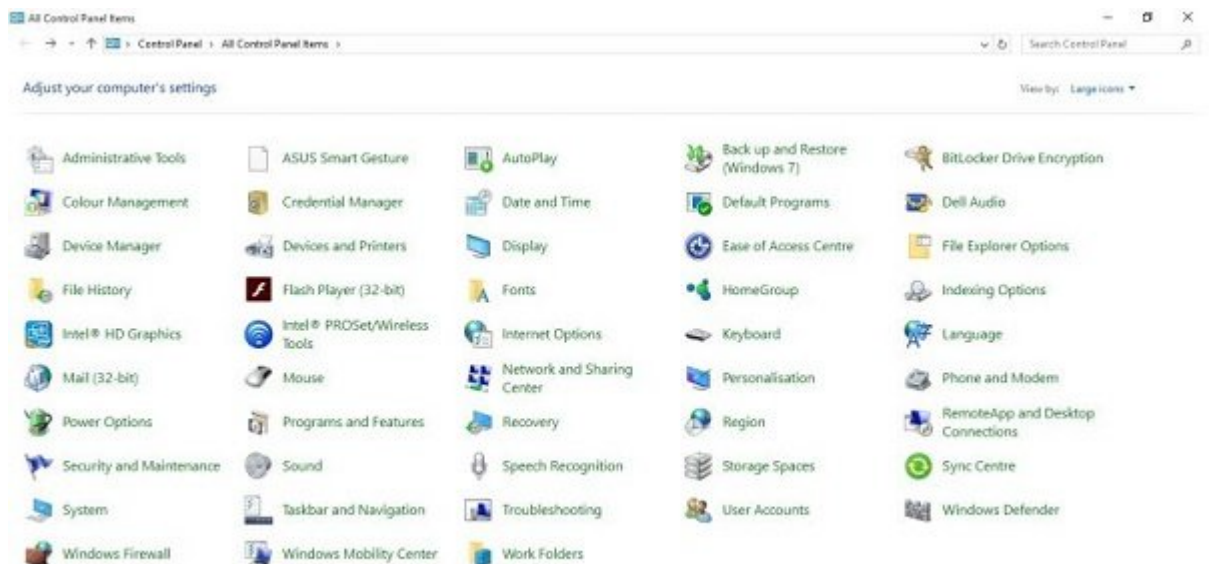 All Control Panel Items
Control Panel › All Control Panel Items ›
Search Control Panel
Adjust your computer's settings
View by: Large icons
Administrative Tools
ASUS Smart Gesture
AutoPlay
Back up and Restore
(Windows 7)
BitLocker Drive Encryption
Colour Management
Credential Manager
Date and Time
Default Programs
Dell Audio
Device Manager
Devices and Printers
Display
Ease of Access Centre
File Explorer Options
File History
Flash Player (32-bit)
Fonts
HomeGroup
Indexing Options
Intel® HD Graphics
Intel® PROSet/Wireless
Tools
Internet Options
Keyboard
Language
Mail (32-bit)
Mouse
Network and Sharing
Center
Personalisation
Phone and Modem
Power Options
Programs and Features
Recovery
Region
RemoteApp and Desktop
Connections
Security and Maintenance
Sound
Speech Recognition
Storage Spaces
Sync Centre
System
Taskbar and Navigation
Troubleshooting
User Accounts
Windows Defender
Windows Firewall
Windows Mobility Center
Work Folders